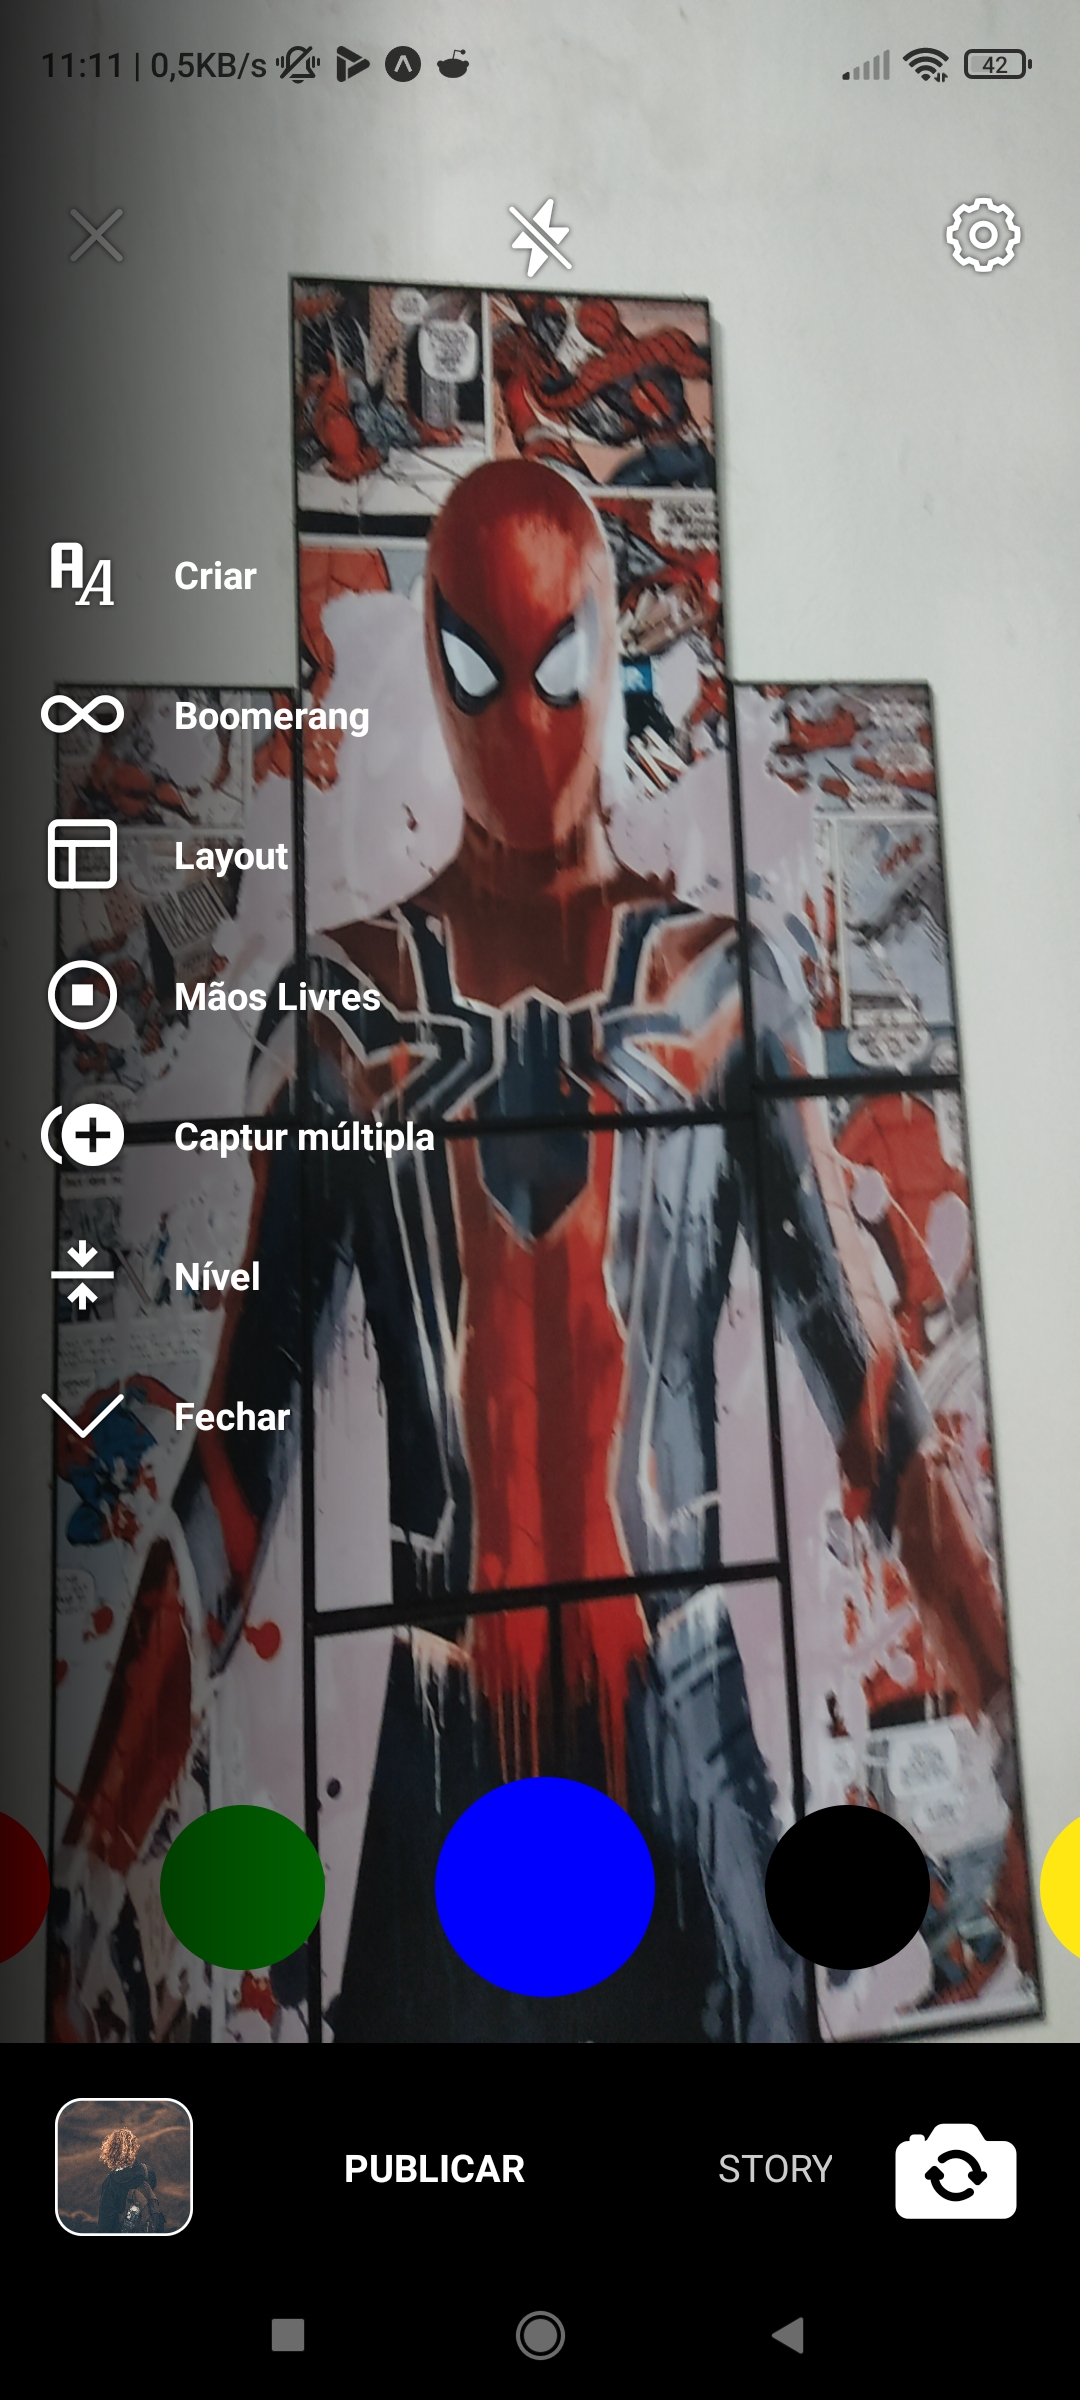 11:11 | 0,5KB/s
42
Criar
Boomerang
Layout
Mãos Livres
Captur múltipla
Nível
Fechar
PUBLICAR
STORY